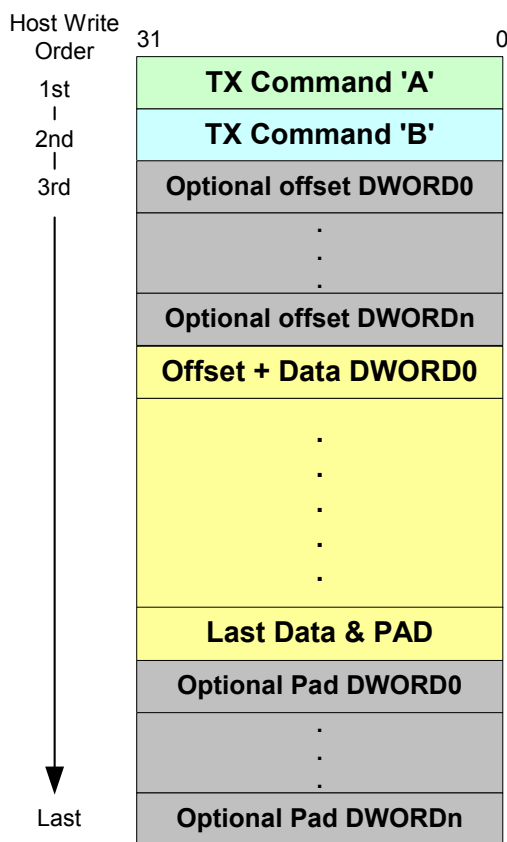 Host Write
Order
31 0
1st
TX Command 'A'
2nd
TX Command 'B'
3rd
Optional offset DWORD0
.
.
.
Optional offset DWORDn
Offset + Data DWORD0
.
.
.
.
.
Last Data & PAD
Optional Pad DWORD0
.
.
.
Last
Optional Pad DWORDn